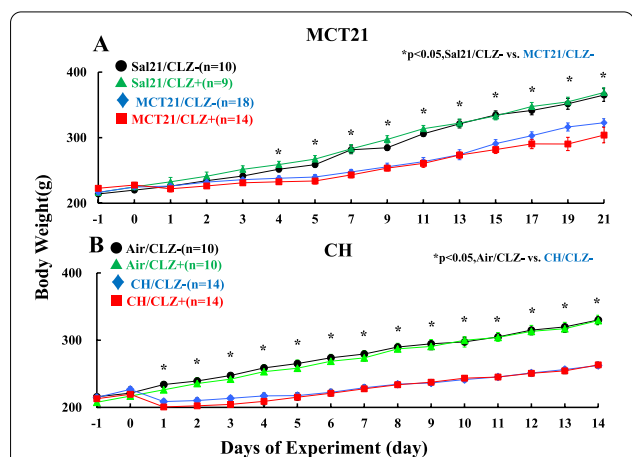 MCT21
A
*p<0.05,Sal21/CLZ- vs. MCT21/CLZ-
Sal21/CLZ-(n=10)
Sal21/CLZ+(n=9)
MCT21/CLZ-(n=18)
MCT21/CLZ+(n=14)
400
300
200
* * * * * * * * * *
-1 0 1 2 3 4 5 7 9 11 13 15 17 19 21
Body Weight(g)
B
CH
*p<0.05,Air/CLZ- vs. CH/CLZ-
Air/CLZ-(n=10)
Air/CLZ+(n=10)
CH/CLZ-(n=14)
CH/CLZ+(n=14)
400
300
200
* * * * * * * * * * * * * *
-1 0 1 2 3 4 5 6 7 8 9 10 11 12 13 14
Days of Experiment (day)